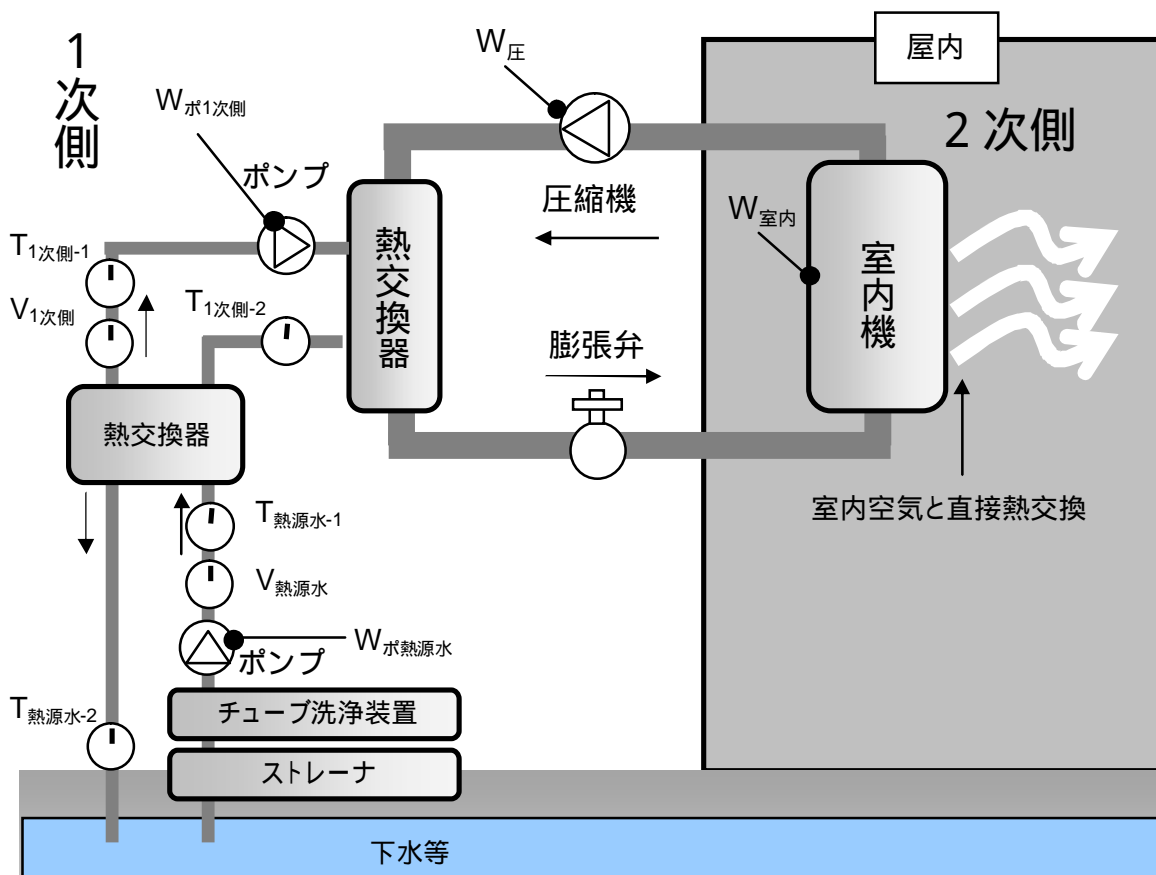 1次側
W圧
屋内
Wポ1次側
2 次側
ポンプ
圧縮機
W室内
熱交換器
室内機
T1次側-1
T1次側-2
V1次側
膨張弁
熱交換器
室内空気と直接熱交換
T熱源水-1
V熱源水
Wポ熱源水
ポンプ
T熱源水-2
チューブ洗浄装置
ストレーナ
下水等